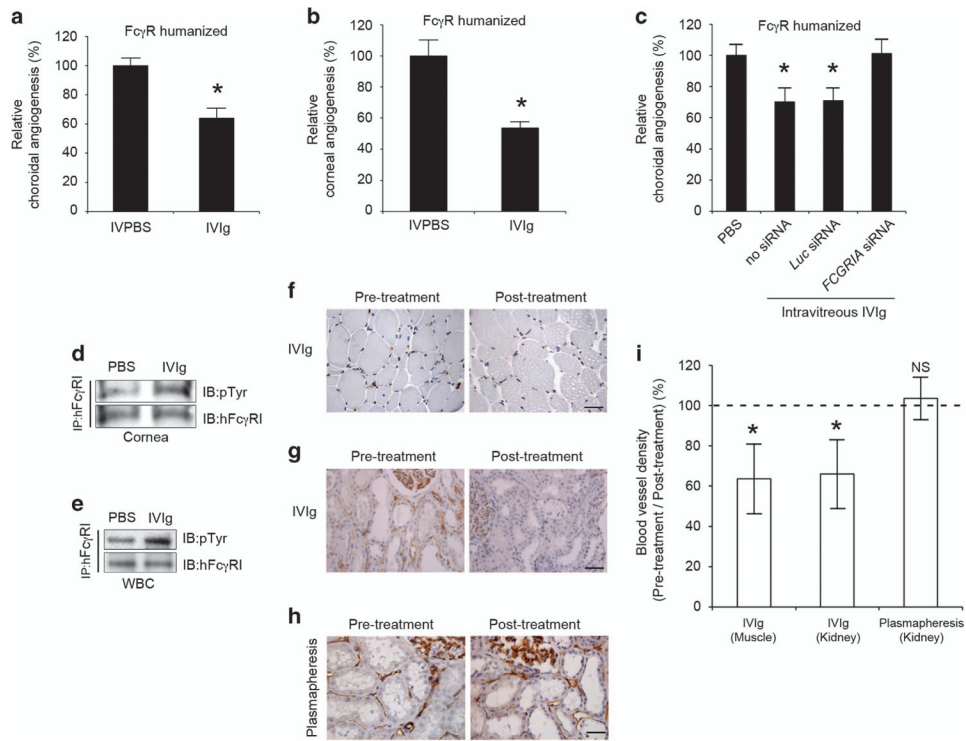 a
FcγR humanized
Relative
choroidal angiogenesis (%)
120
100
80
60
40
20
0
*
IVPBS
IVIg
b
FcγR humanized
Relative
corneal angiogenesis (%)
120
100
80
60
40
20
0
*
IVPBS
IVIg
c
FcγR humanized
Relative
choroidal angiogenesis (%)
120
100
80
60
40
20
0
*
*
PBS
no siRNA
Luc siRNA
FCGRIA siRNA
Intravitreous IVIg
d
PBS
IVIg
IP:hFcγRI
IB:pTyr
IB:hFcγRI
Cornea
e
PBS
IVIg
IP:hFcγRI
IB:pTyr
IB:hFcγRI
WBC
f
Pre-treatment
Post-treatment
IVIg
g
Pre-treatment
Post-treatment
IVIg
h
Pre-treatment
Post-treatment
Plasmapheresis
i
Blood vessel density
(Pre-treatment / Post-treatment) (%)
120
100
80
60
40
20
0
*
*
NS
IVIg
(Muscle)
IVIg
(Kidney)
Plasmapheresis
(Kidney)